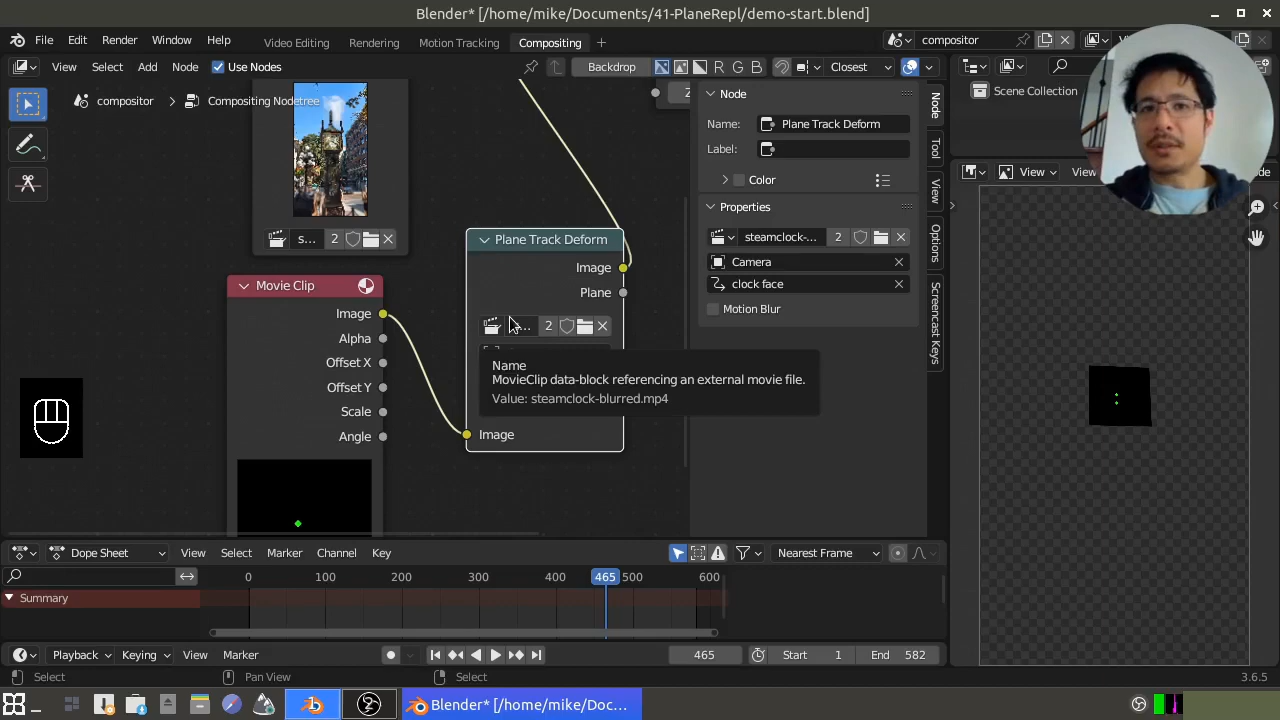 Blender* [/home/mike/Documents/41-PlaneRepl/demo-start.blend]
File Edit Render Window Help Video Editing Rendering Motion Tracking Compositing compositor
View Select Add Node Use Nodes Backdrop R G B Closest
compositor Compositing Nodetree
Node
Name: Plane Track Deform
Label:
Color
Properties
steamclock-... 2
Camera
clock face
Motion Blur
Node
Tool
View
Options
Screencast Keys
Scene Collection
View
s... 2
Movie Clip
Image
Alpha
Offset X
Offset Y
Scale
Angle
Plane Track Deform
Image
Plane
2
Name
MovieClip data-block referencing an external movie file.
Value: steamclock-blurred.mp4
Image
Dope Sheet View Select Marker Channel Key Nearest Frame
0 100 200 300 400 465 500 600
Summary
Playback Keying View Marker 465 Start 1 End 582
Select Pan View Select 3.6.5
1 2 Blender* [/home/mike/Doc...